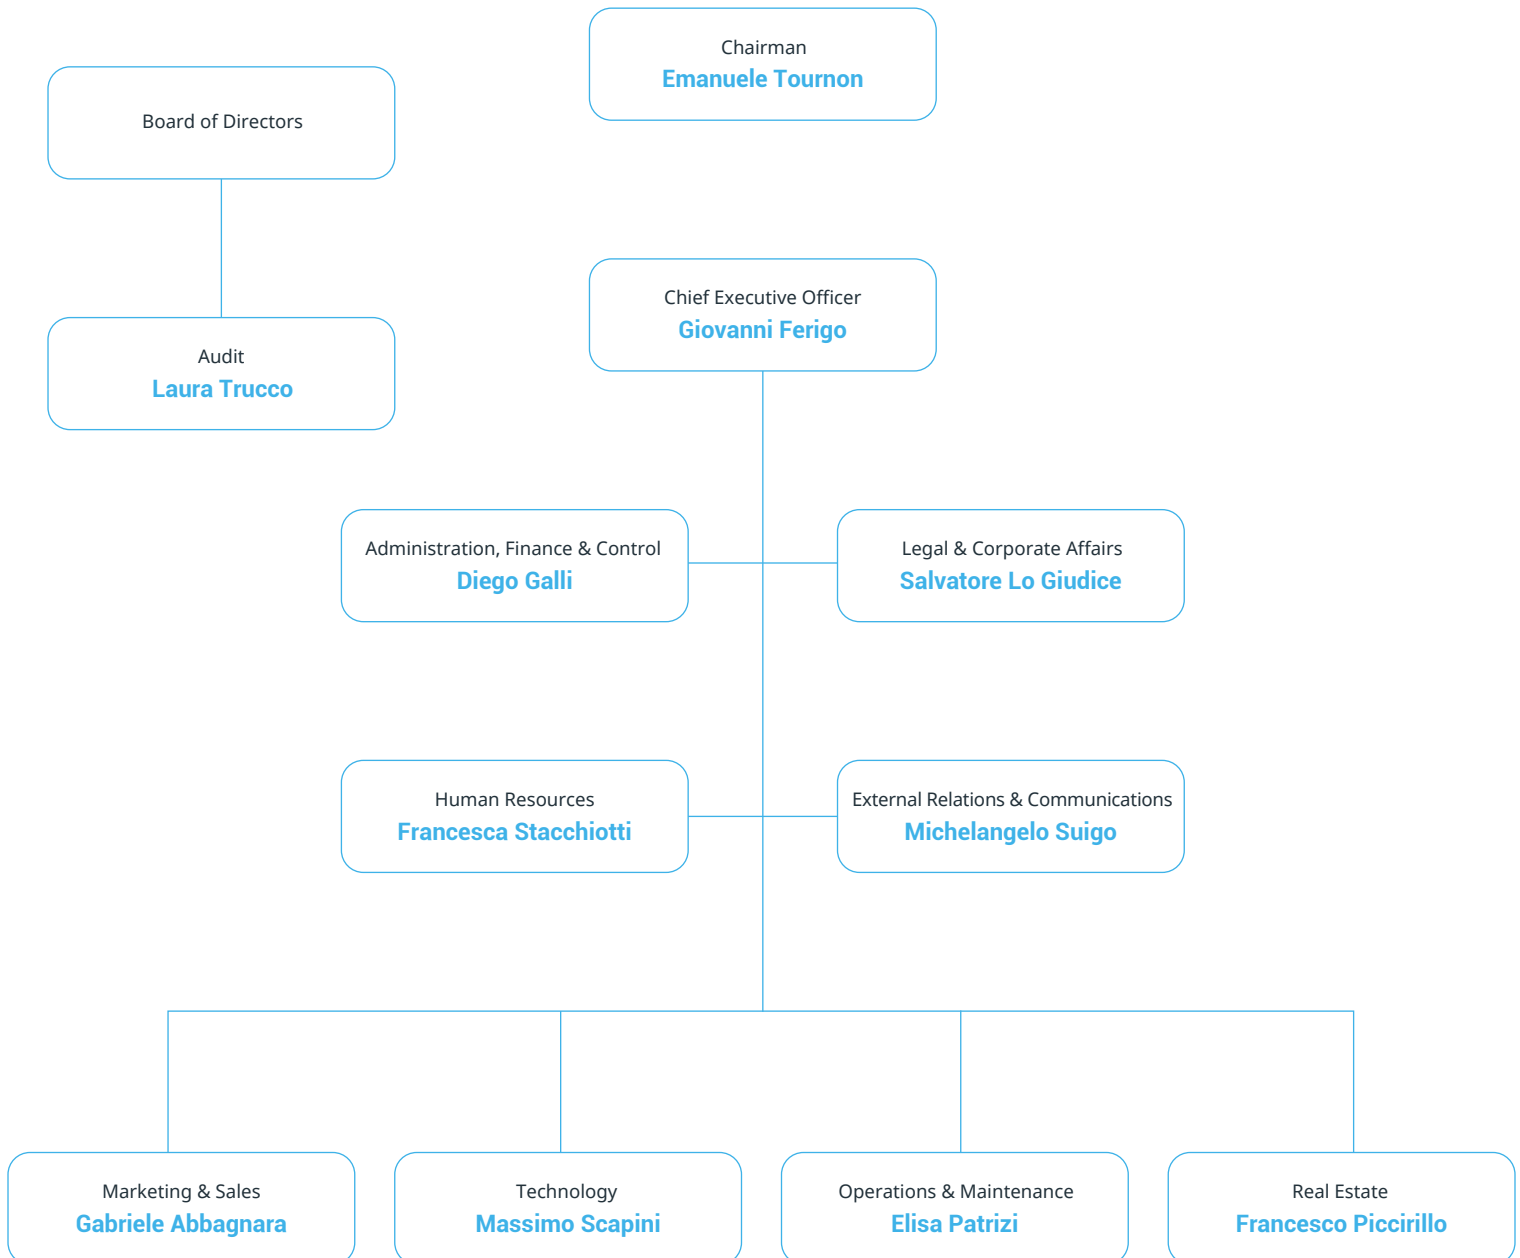 Chairman
Emanuele Tournon
Board of Directors
Chief Executive Officer
Giovanni Ferigo
Audit
Laura Trucco
Administration, Finance & Control
Diego Galli
Legal & Corporate Affairs
Salvatore Lo Giudice
Human Resources
Francesca Stacchiotti
External Relations & Communications
Michelangelo Suigo
Marketing & Sales
Gabriele Abbagnara
Technology
Massimo Scapini
Operations & Maintenance
Elisa Patrizi
Real Estate
Francesco Piccirillo